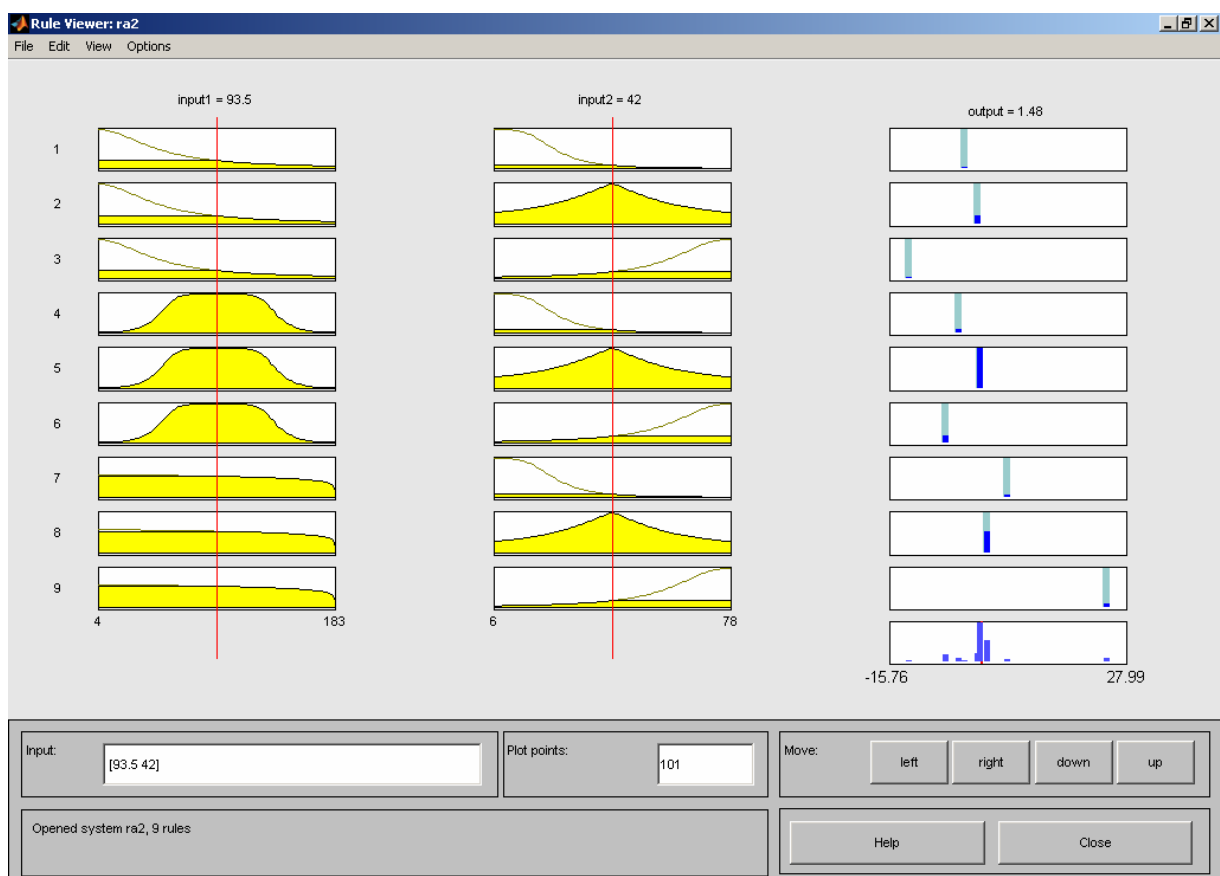 Rule Viewer: ra2
File Edit View Options
input1 = 93.5
input2 = 42
output = 1.48
1
2
3
4
5
6
7
8
9
4 183
6 78
-15.76 27.99
Input:
[93.5 42]
Plot points:
101
Move:
left
right
down
up
Opened system ra2, 9 rules
Help
Close